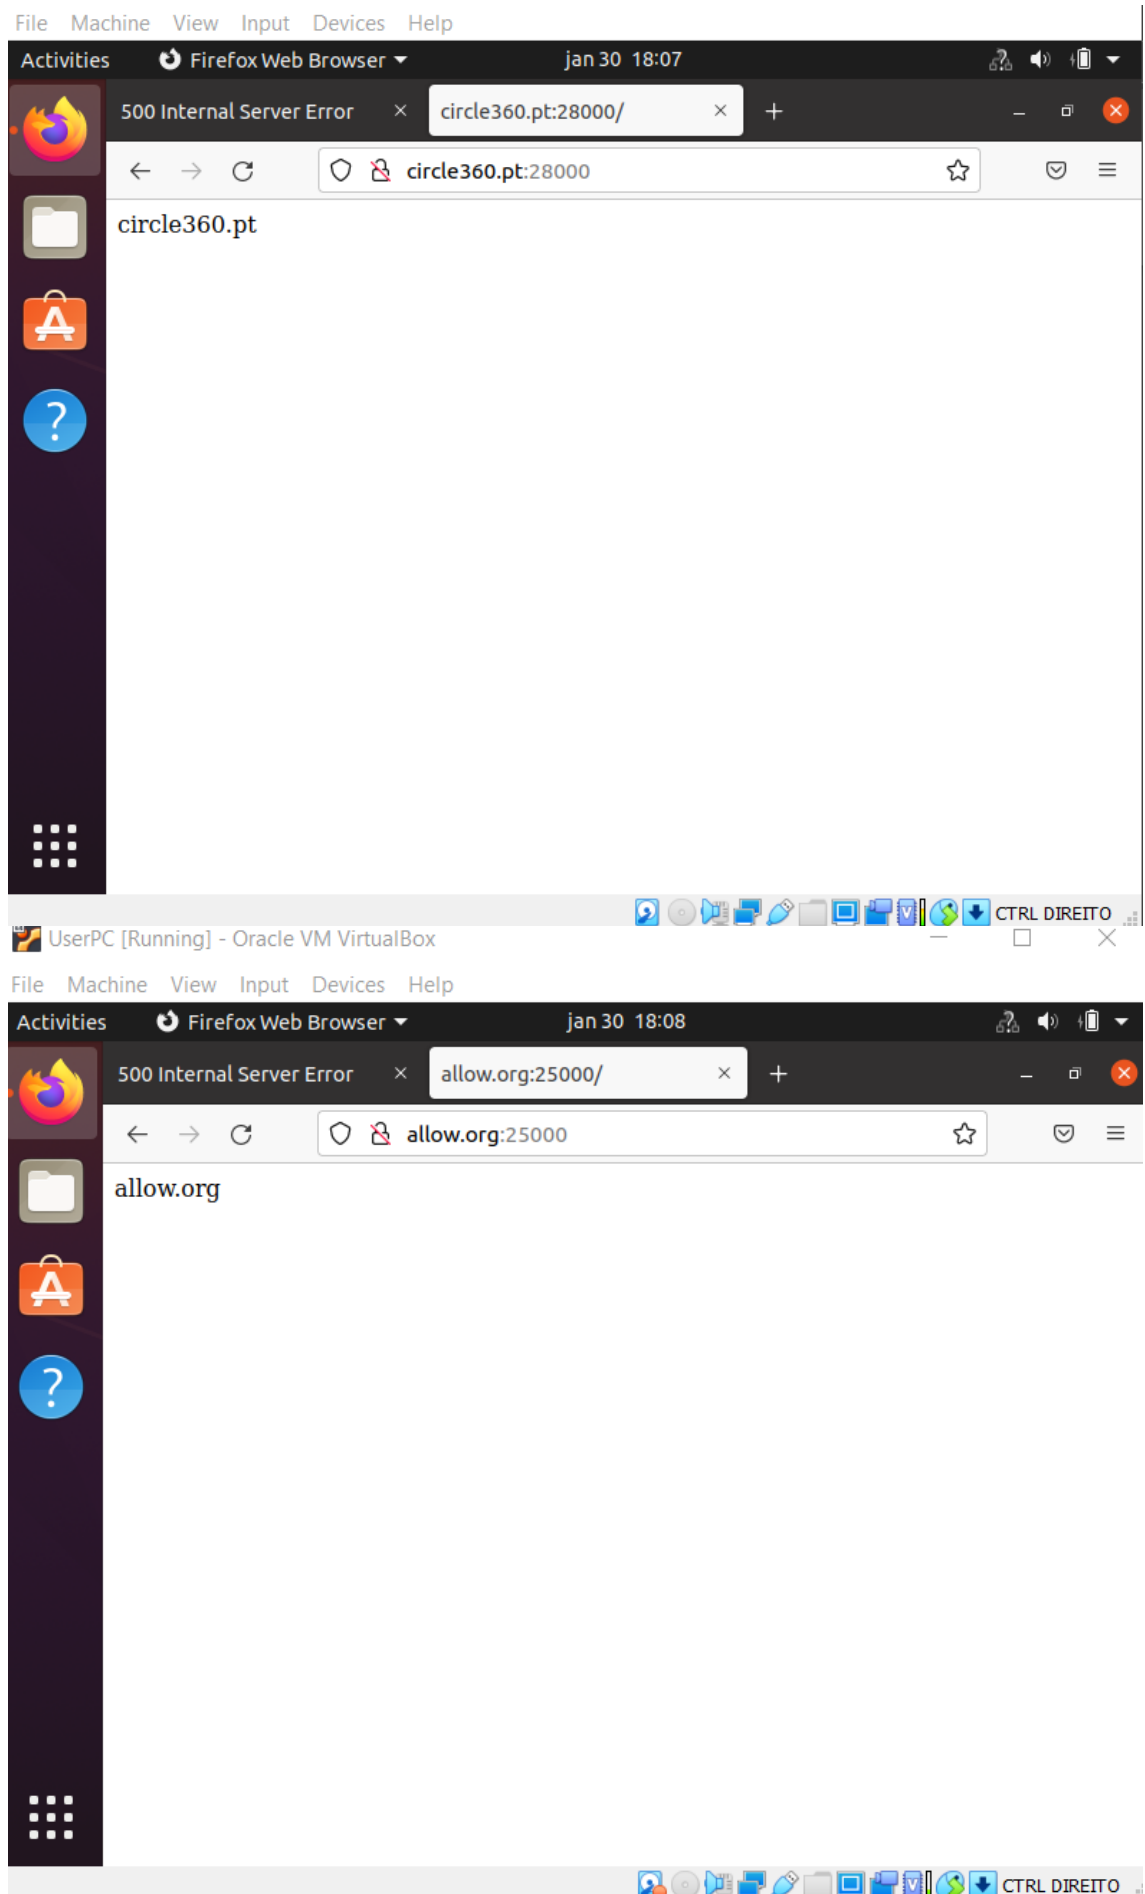 File Machine View Input Devices Help
Activities Firefox Web Browser jan 30 18:07
500 Internal Server Error circle360.pt:28000/
circle360.pt:28000
circle360.pt
CTRL DIREITO
UserPC [Running] - Oracle VM VirtualBox
File Machine View Input Devices Help
Activities Firefox Web Browser jan 30 18:08
500 Internal Server Error allow.org:25000/
allow.org:25000
allow.org
CTRL DIREITO